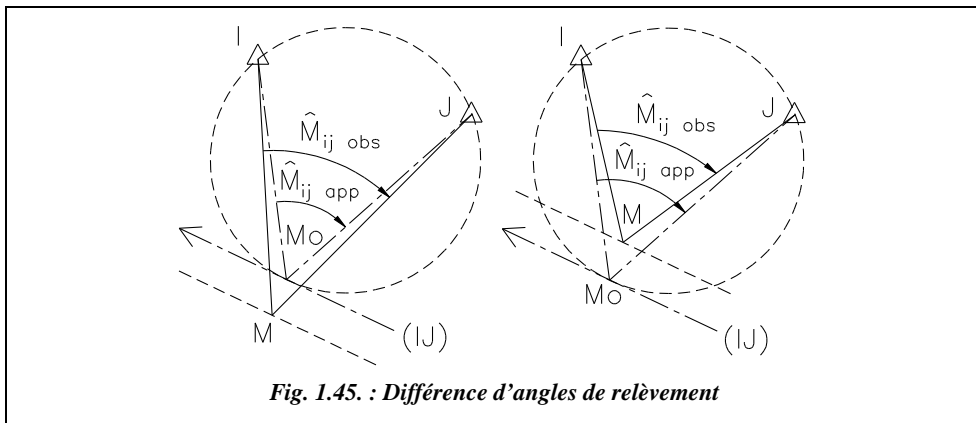 I
J
M̂ij obs
M̂ij app
Mo
M
(IJ)
I
J
M̂ij obs
M̂ij app
M
Mo
(IJ)
Fig. 1.45. : Différence d'angles de relèvement